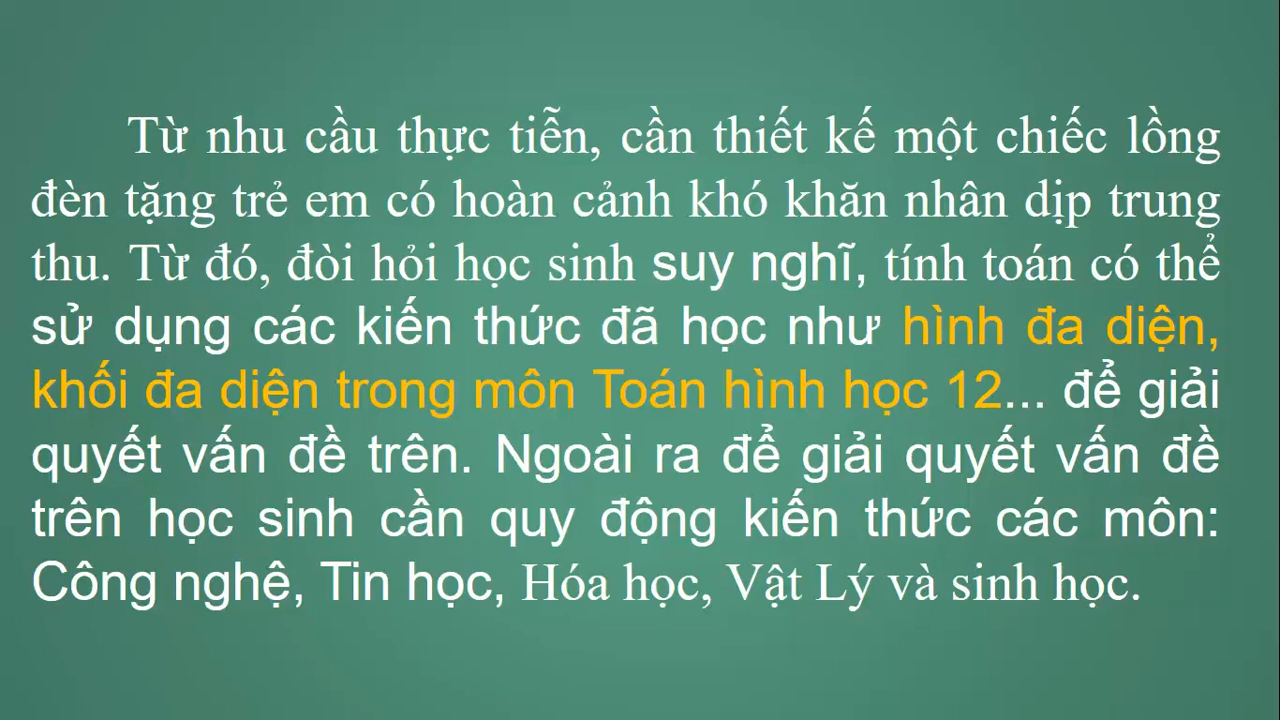 Từ nhu cầu thực tiễn, cần thiết kế một chiếc lồng
đèn tặng trẻ em có hoàn cảnh khó khăn nhân dịp trung
thu. Từ đó, đòi hỏi học sinh suy nghĩ, tính toán có thể
sử dụng các kiến thức đã học như hình đa diện,
khối đa diện trong môn Toán hình học 12... để giải
quyết vấn đề trên. Ngoài ra để giải quyết vấn đề
trên học sinh cần quy động kiến thức các môn:
Công nghệ, Tin học, Hóa học, Vật Lý và sinh học.